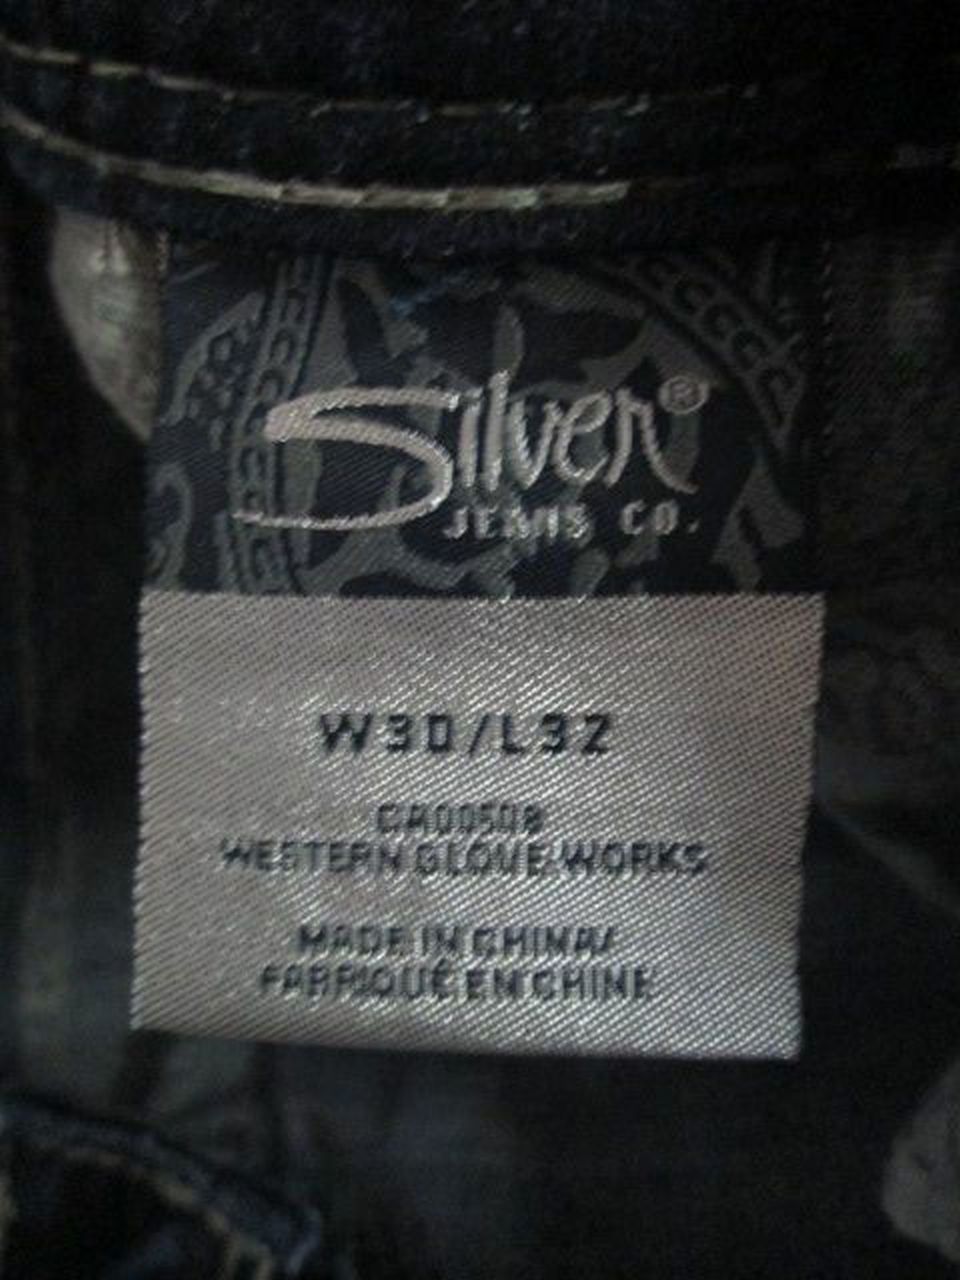 Silver®
JEANS CO.
W30/L32
CA00508
WESTERN GLOVE WORKS
MADE IN CHINA/
FABRIQUÉ EN CHINE